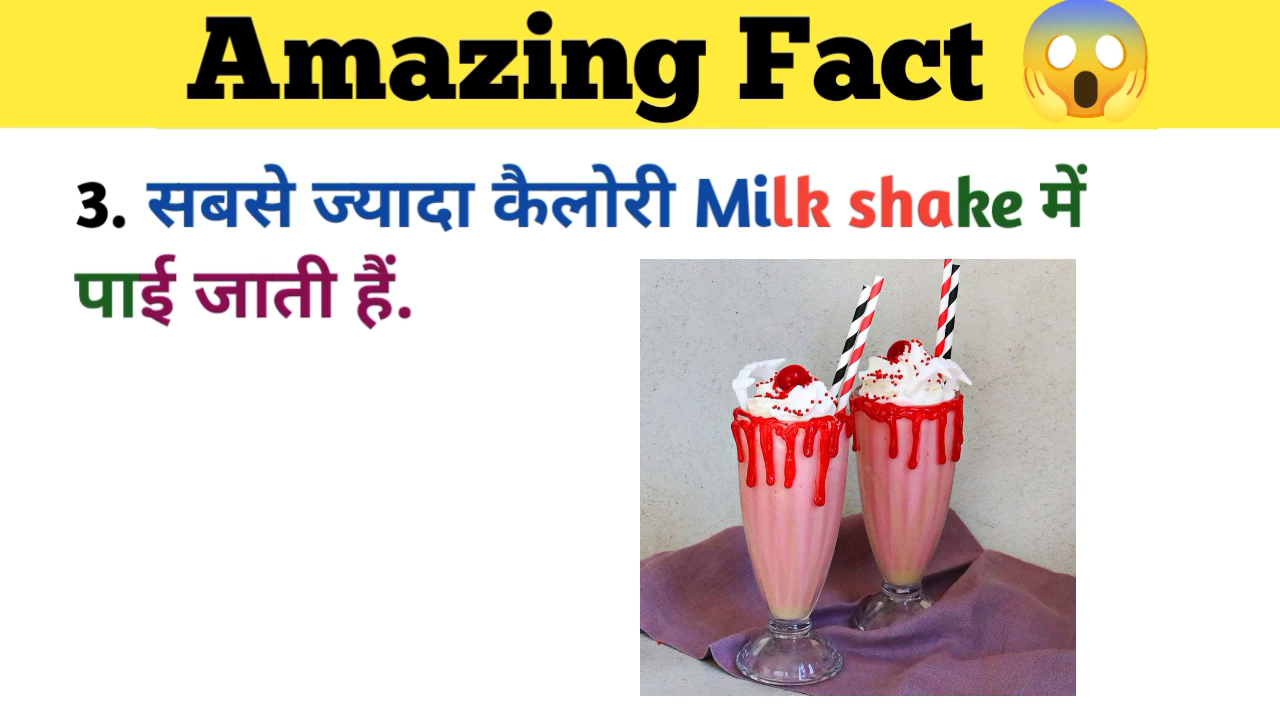 Amazing Fact 😱
3. सबसे ज्यादा कैलोरी Milk shake में
पाई जाती हैं.